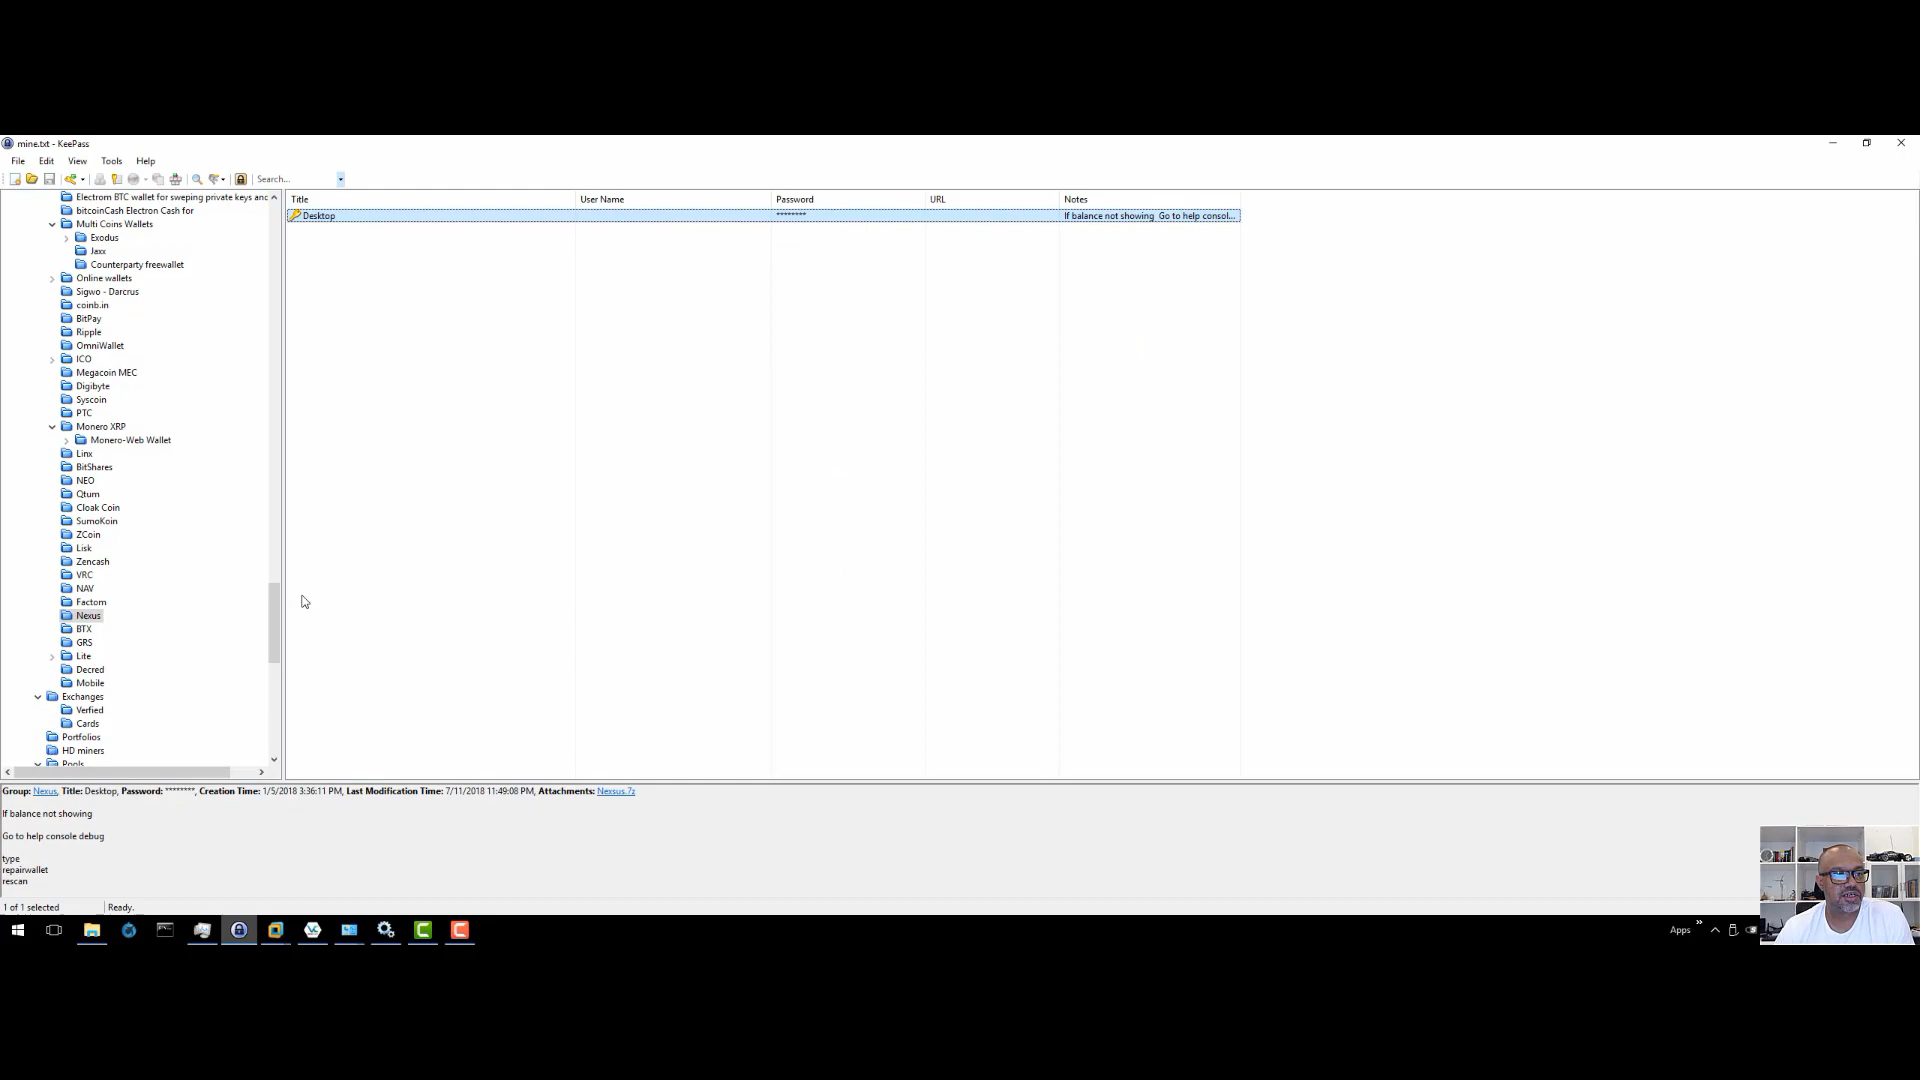 mine.txt - KeePass
File Edit View Tools Help
Search...
Electrom BTC wallet for sweping private keys anc
bitcoinCash Electron Cash for
Multi Coins Wallets
Exodus
Jaxx
Counterparty freewallet
Online wallets
Sigwo - Darcrus
coinb.in
BitPay
Ripple
OmniWallet
ICO
Megacoin MEC
Digibyte
Syscoin
PTC
Monero XRP
Monero-Web Wallet
Linx
BitShares
NEO
Qtum
Cloak Coin
SumoKoin
ZCoin
Lisk
Zencash
VRC
NAV
Factom
Nexus
BTX
GRS
Lite
Decred
Mobile
Exchanges
Verfied
Cards
Portfolios
HD miners
Pools
Title User Name Password URL Notes
Desktop ******** If balance not showing Go to help consol...
Group: Nexus, Title: Desktop, Password: ********, Creation Time: 1/5/2018 3:36:11 PM, Last Modification Time: 7/11/2018 11:49:08 PM, Attachments: Nexsus.7z
If balance not showing
Go to help console debug
type
repairwallet
rescan
1 of 1 selected Ready.
Apps